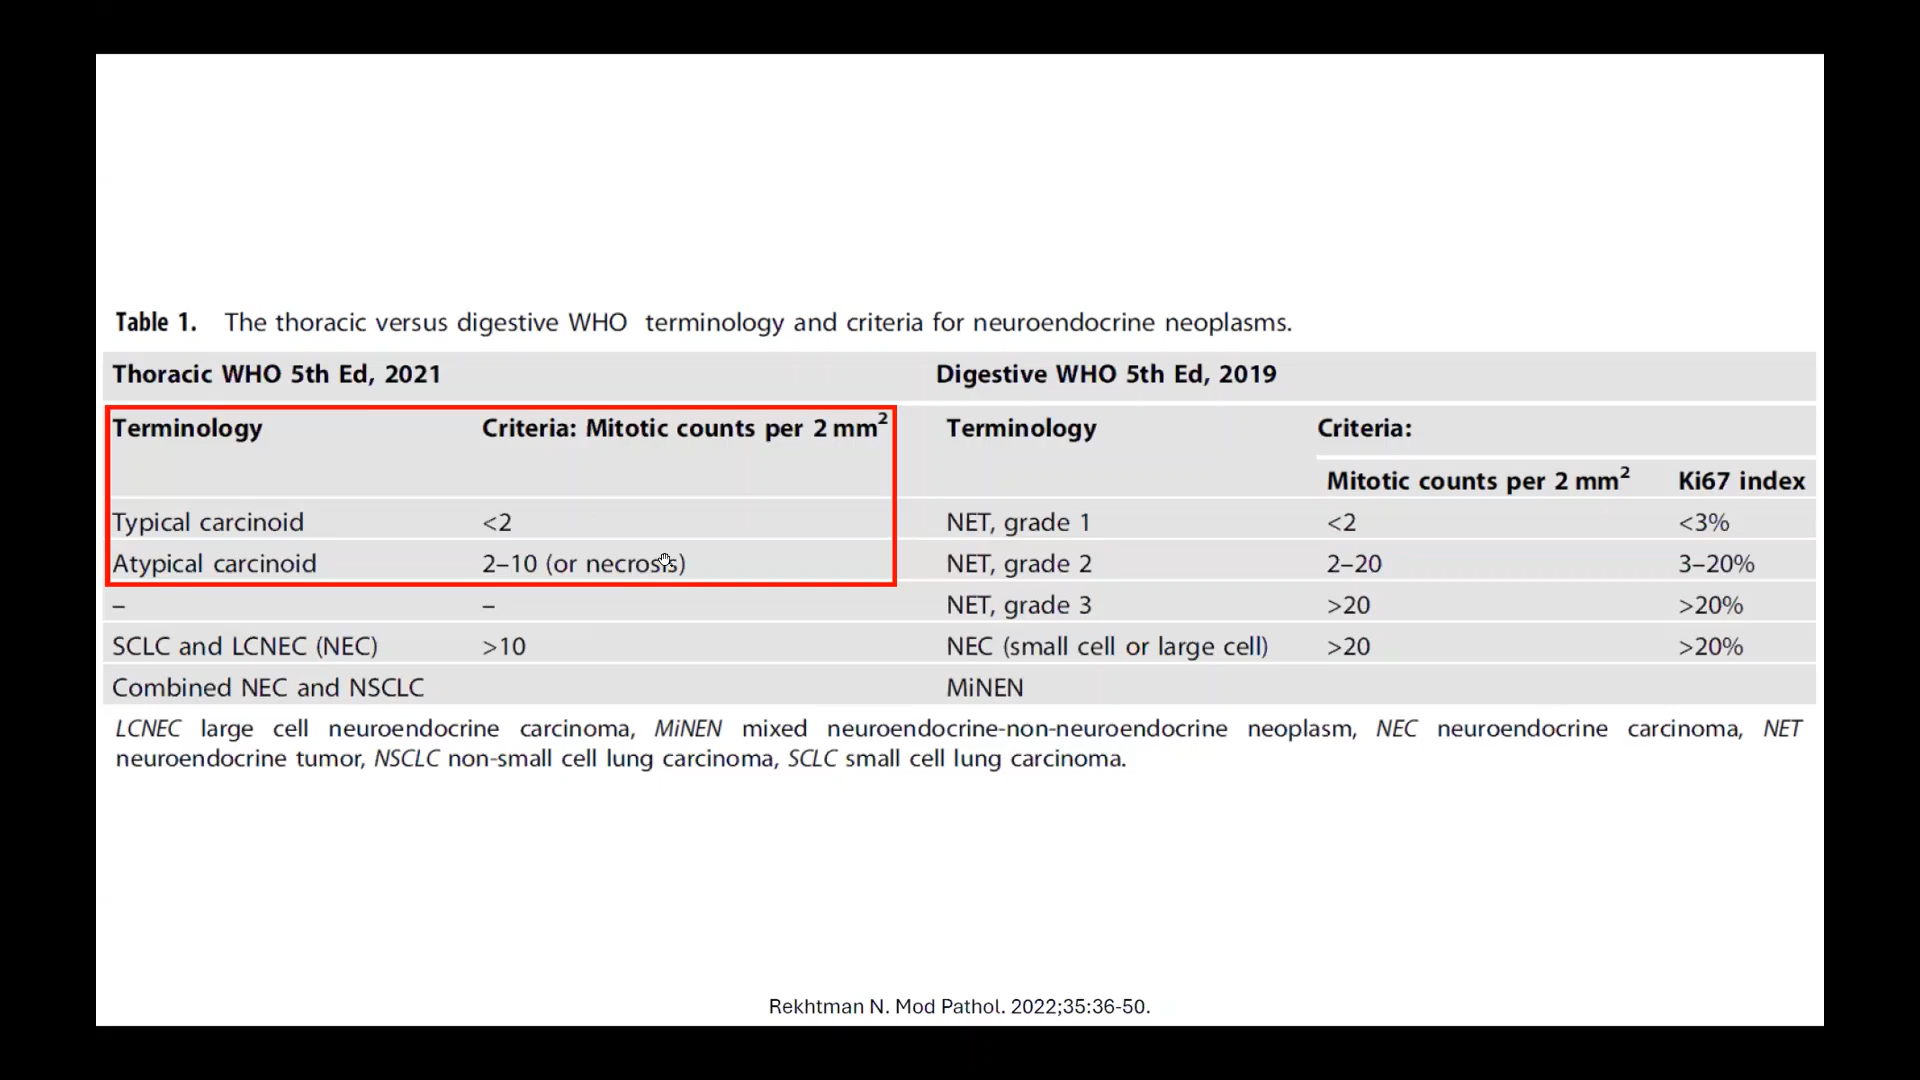 Table 1. The thoracic versus digestive WHO terminology and criteria for neuroendocrine neoplasms.
Thoracic WHO 5th Ed, 2021 Digestive WHO 5th Ed, 2019
Terminology Criteria: Mitotic counts per 2 mm² Terminology Criteria:
Mitotic counts per 2 mm² Ki67 index
Typical carcinoid <2 NET, grade 1 <2 <3%
Atypical carcinoid 2–10 (or necrosis) NET, grade 2 2–20 3–20%
– – NET, grade 3 >20 >20%
SCLC and LCNEC (NEC) >10 NEC (small cell or large cell) >20 >20%
Combined NEC and NSCLC MiNEN
LCNEC large cell neuroendocrine carcinoma, MiNEN mixed neuroendocrine-non-neuroendocrine neoplasm, NEC neuroendocrine carcinoma, NET
neuroendocrine tumor, NSCLC non-small cell lung carcinoma, SCLC small cell lung carcinoma.
Rekhtman N. Mod Pathol. 2022;35:36-50.